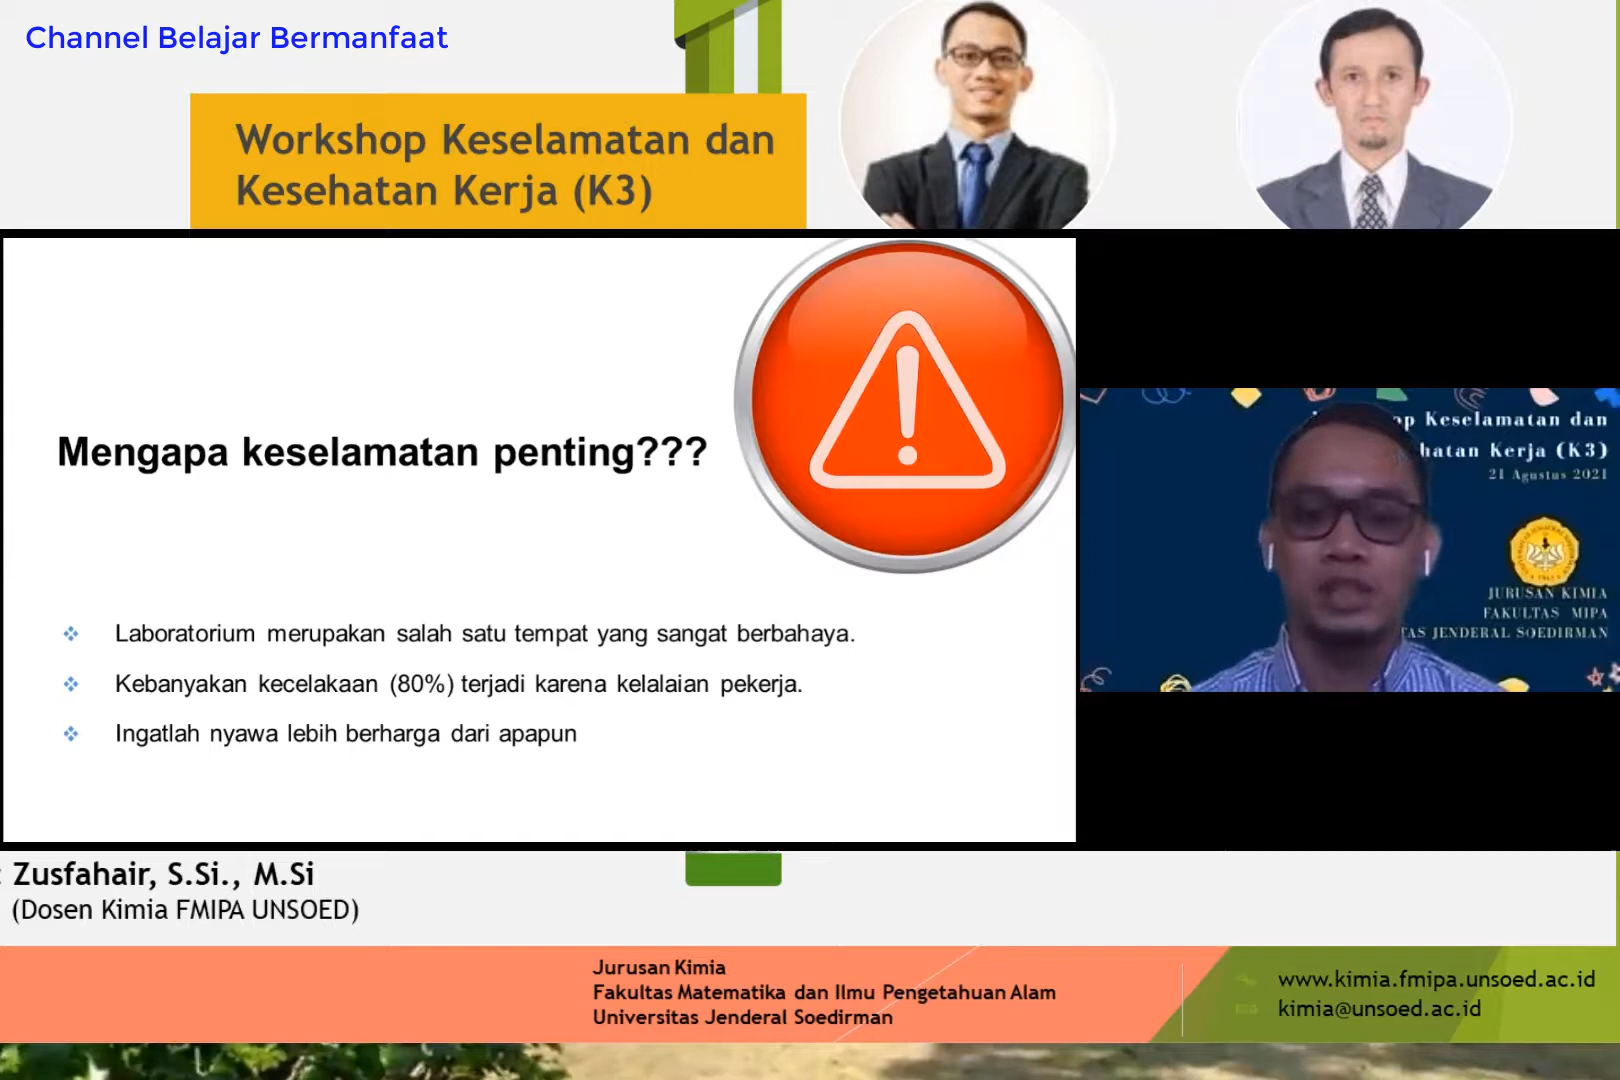 Channel Belajar Bermanfaat
Workshop Keselamatan dan
Kesehatan Kerja (K3)
Mengapa keselamatan penting???
Laboratorium merupakan salah satu tempat yang sangat berbahaya.
Kebanyakan kecelakaan (80%) terjadi karena kelalaian pekerja.
Ingatlah nyawa lebih berharga dari apapun
Keselamatan dan
Kerja (K3)
21 Agustus 2021
JURUSAN KIMIA
FAKULTAS MIPA
JENDERAL SOEDIRMAN
: Zusfahair, S.Si., M.Si
(Dosen Kimia FMIPA UNSOED)
Jurusan Kimia
Fakultas Matematika dan Ilmu Pengetahuan Alam
Universitas Jenderal Soedirman
www.kimia.fmipa.unsoed.ac.id
kimia@unsoed.ac.id